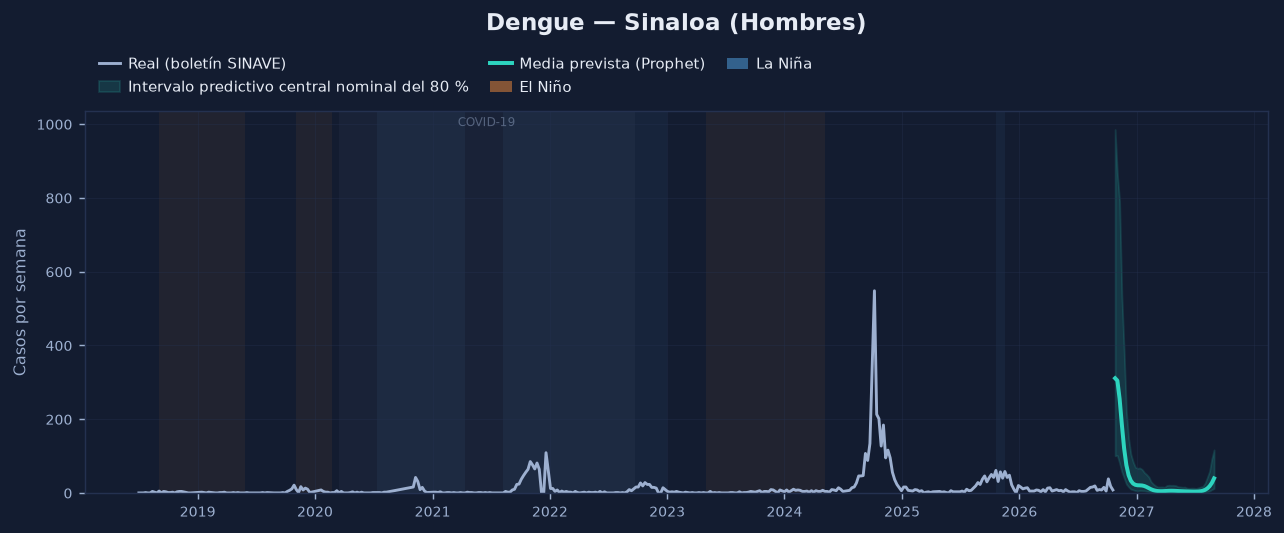 Dengue — Sinaloa (Hombres)
Real (boletín SINAVE)
Media prevista (Prophet)
La Niña
Intervalo predictivo central nominal del 80 %
El Niño
COVID-19
Casos por semana
1000
800
600
400
200
0
2019
2020
2021
2022
2023
2024
2025
2026
2027
2028